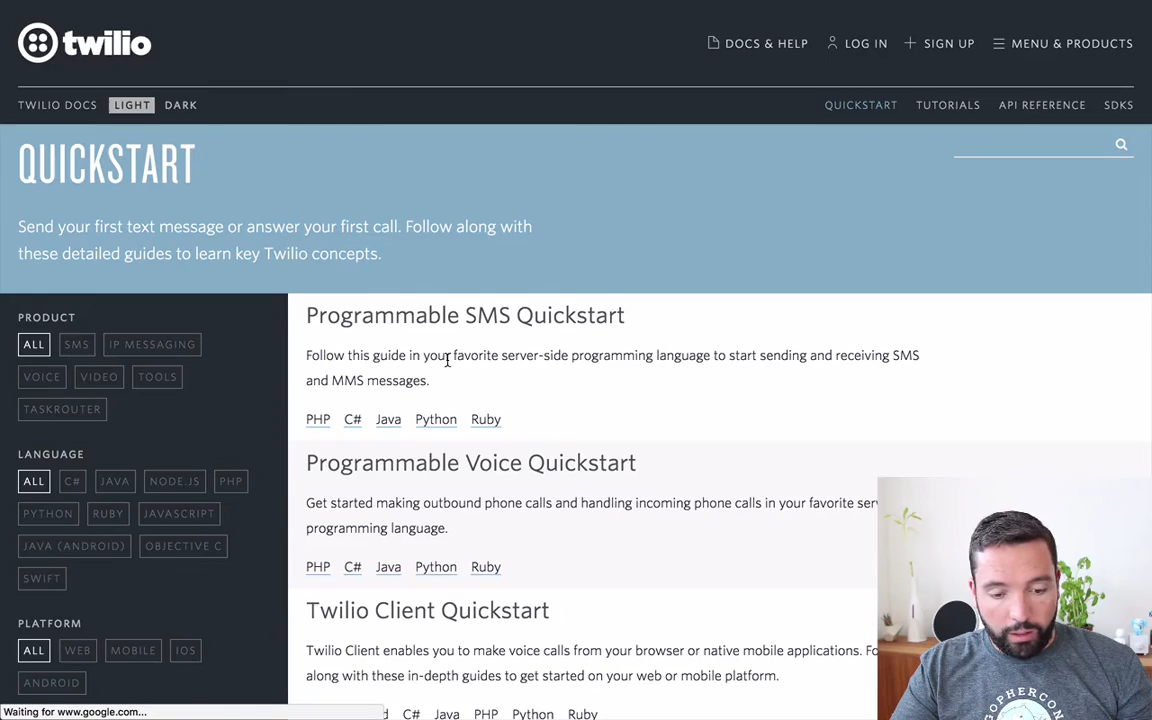 twilio
DOCS & HELP
LOG IN
SIGN UP
MENU & PRODUCTS
TWILIO DOCS
LIGHT
DARK
QUICKSTART
TUTORIALS
API REFERENCE
SDKS
QUICKSTART
Send your first text message or answer your first call. Follow along with
these detailed guides to learn key Twilio concepts.
PRODUCT
ALL
SMS
IP MESSAGING
VOICE
VIDEO
TOOLS
TASKROUTER
LANGUAGE
ALL
C#
JAVA
NODE.JS
PHP
PYTHON
RUBY
JAVASCRIPT
JAVA (ANDROID)
OBJECTIVE C
SWIFT
PLATFORM
ALL
WEB
MOBILE
IOS
ANDROID
Programmable SMS Quickstart
Follow this guide in your favorite server-side programming language to start sending and receiving SMS
and MMS messages.
PHP C# Java Python Ruby
Programmable Voice Quickstart
Get started making outbound phone calls and handling incoming phone calls in your favorite
programming language.
PHP C# Java Python Ruby
Twilio Client Quickstart
Twilio Client enables you to make voice calls from your browser or native mobile applications.
along with these in-depth guides to get started on your web or mobile platform.
C# Java PHP Python Ruby
Waiting for www.google.com...
GOPHERCON